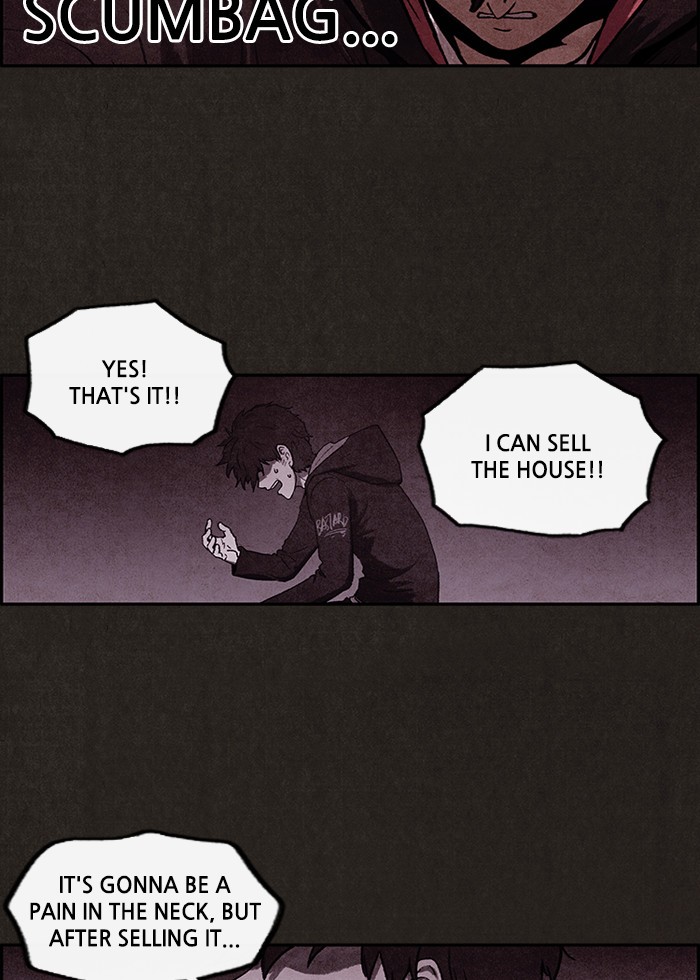 SCUMBAG...
YES!
THAT'S IT!!
I CAN SELL
THE HOUSE!!
BASTARD
IT'S GONNA BE A
PAIN IN THE NECK, BUT
AFTER SELLING IT...